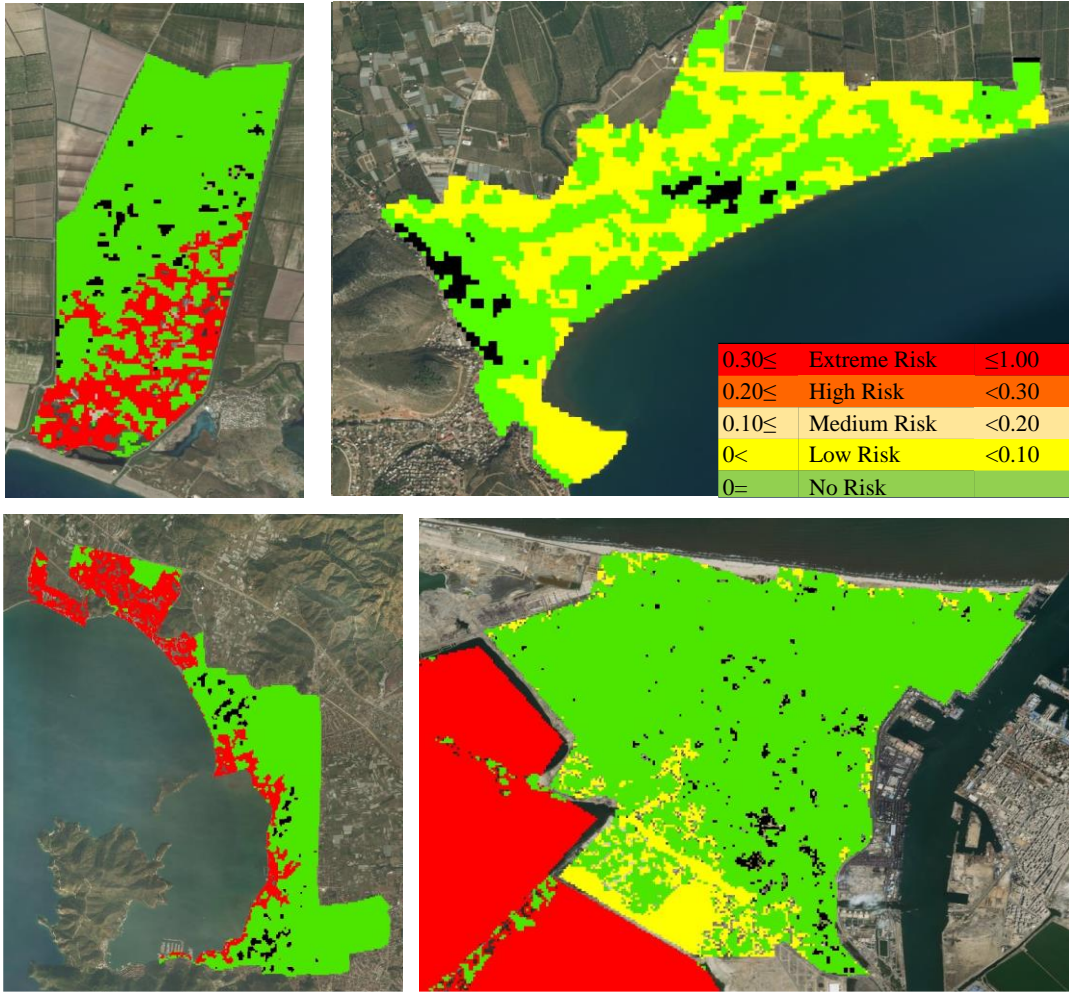 0.30≤ Extreme Risk ≤1.00
0.20≤ High Risk <0.30
0.10≤ Medium Risk <0.20
0< Low Risk <0.10
0= No Risk